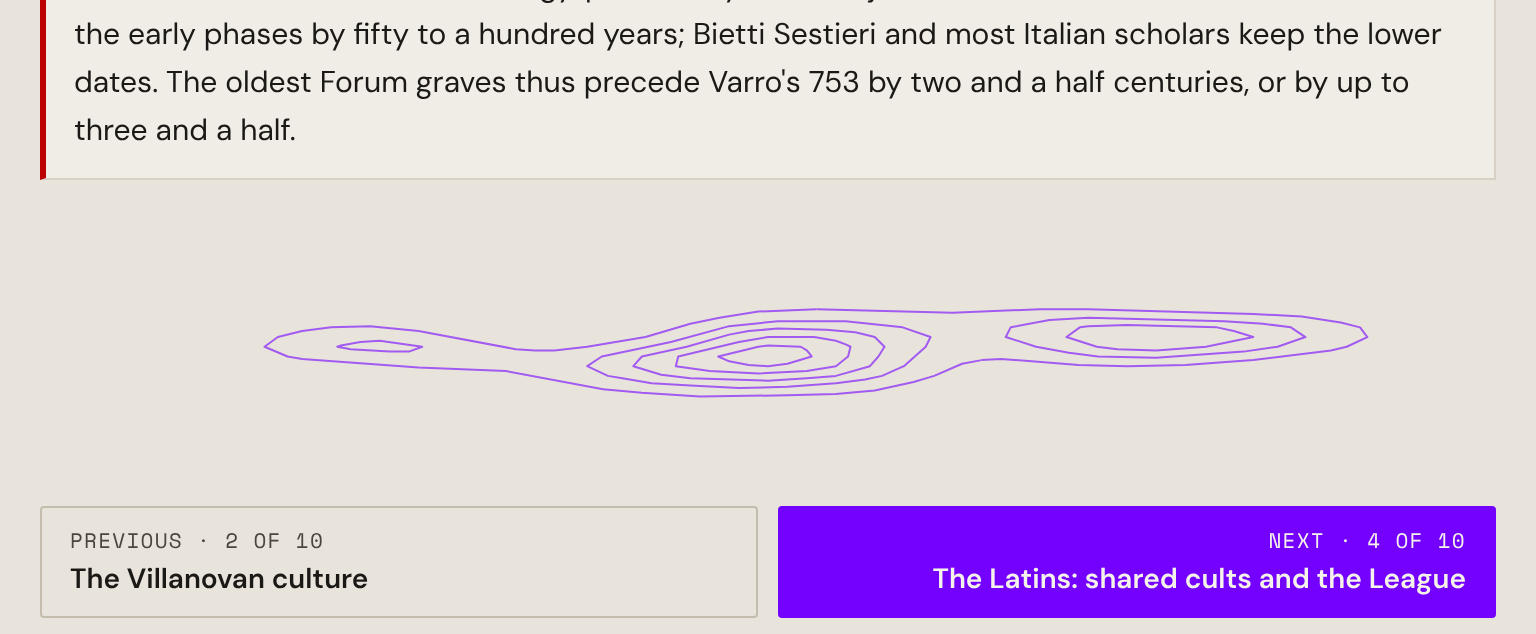 the early phases by fifty to a hundred years; Bietti Sestieri and most Italian scholars keep the lower
dates. The oldest Forum graves thus precede Varro's 753 by two and a half centuries, or by up to
three and a half.
PREVIOUS · 2 OF 10
The Villanovan culture
NEXT · 4 OF 10
The Latins: shared cults and the League